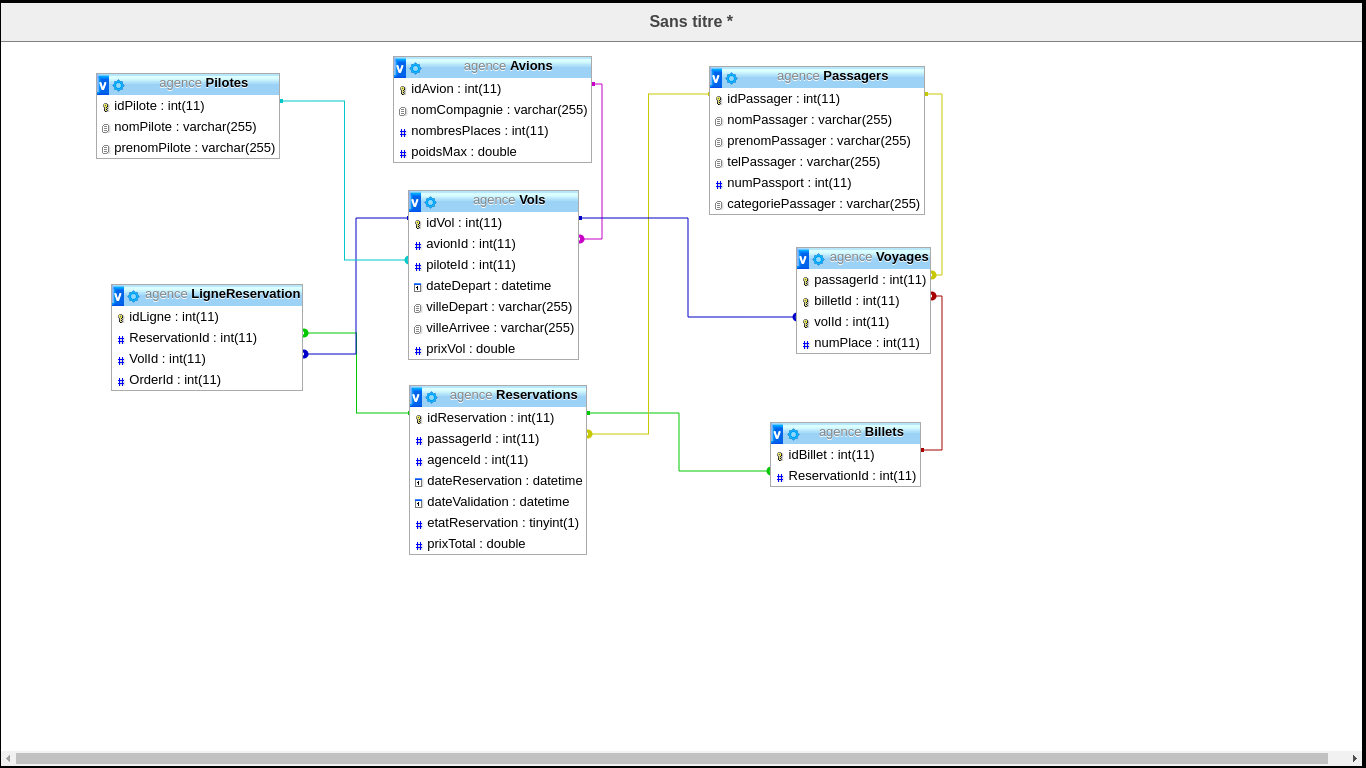 Sans titre *
v agence Pilotes
idPilote : int(11)
nomPilote : varchar(255)
prenomPilote : varchar(255)
v agence Avions
idAvion : int(11)
nomCompagnie : varchar(255)
# nombresPlaces : int(11)
# poidsMax : double
v agence Passagers
idPassager : int(11)
nomPassager : varchar(255)
prenomPassager : varchar(255)
telPassager : varchar(255)
# numPassport : int(11)
categoriePassager : varchar(255)
v agence Vols
idVol : int(11)
# avionId : int(11)
# piloteId : int(11)
dateDepart : datetime
villeDepart : varchar(255)
villeArrivee : varchar(255)
# prixVol : double
v agence Voyages
passagerId : int(11)
billetId : int(11)
volId : int(11)
# numPlace : int(11)
v agence LigneReservation
idLigne : int(11)
# ReservationId : int(11)
# VolId : int(11)
# OrderId : int(11)
v agence Reservations
idReservation : int(11)
# passagerId : int(11)
# agenceId : int(11)
dateReservation : datetime
dateValidation : datetime
# etatReservation : tinyint(1)
# prixTotal : double
v agence Billets
idBillet : int(11)
# ReservationId : int(11)